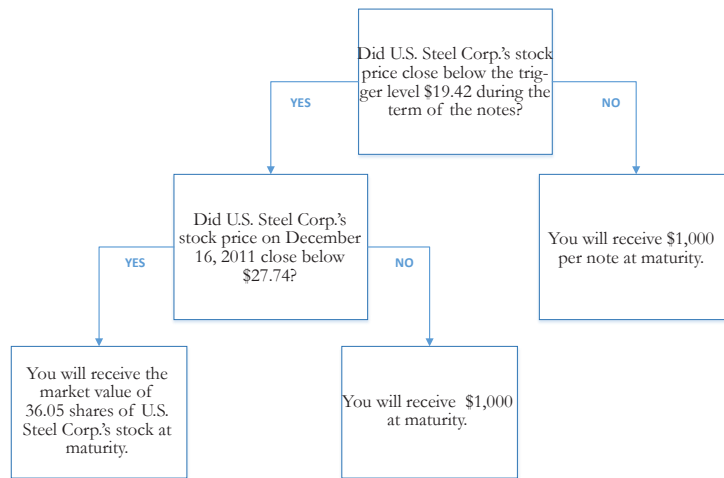 Did U.S. Steel Corp.'s stock
price close below the trig-
ger level $19.42 during the
term of the notes?
YES
NO
Did U.S. Steel Corp.'s
stock price on December
16, 2011 close below
$27.74?
You will receive $1,000
per note at maturity.
YES
NO
You will receive the
market value of
36.05 shares of U.S.
Steel Corp.'s stock at
maturity.
You will receive $1,000
at maturity.